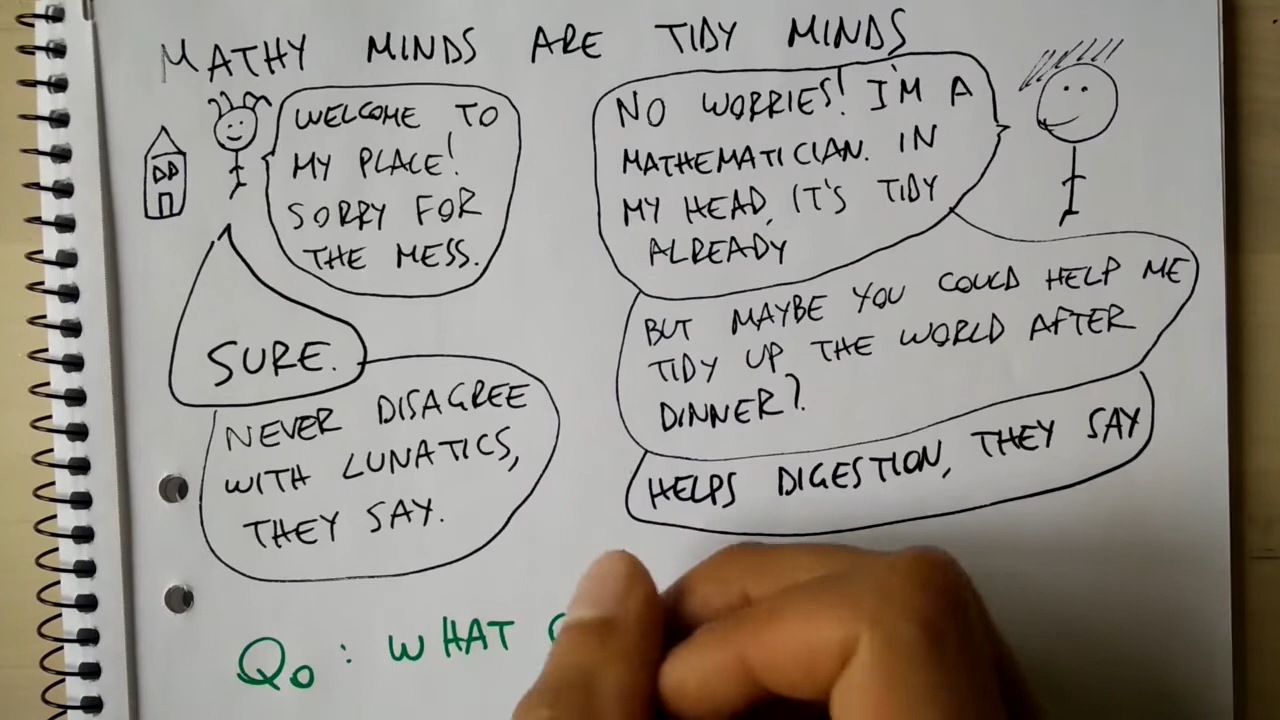 MATHY MINDS ARE TIDY MINDS
WELCOME TO
MY PLACE!
SORRY FOR
THE MESS.
NO WORRIES! I'M A
MATHEMATICIAN. IN
MY HEAD, IT'S TIDY
ALREADY
BUT MAYBE YOU COULD HELP ME
TIDY UP THE WORLD AFTER
DINNER?
HELPS DIGESTION, THEY SAY
SURE.
NEVER DISAGREE
WITH LUNATICS,
THEY SAY.
Q0: WHAT